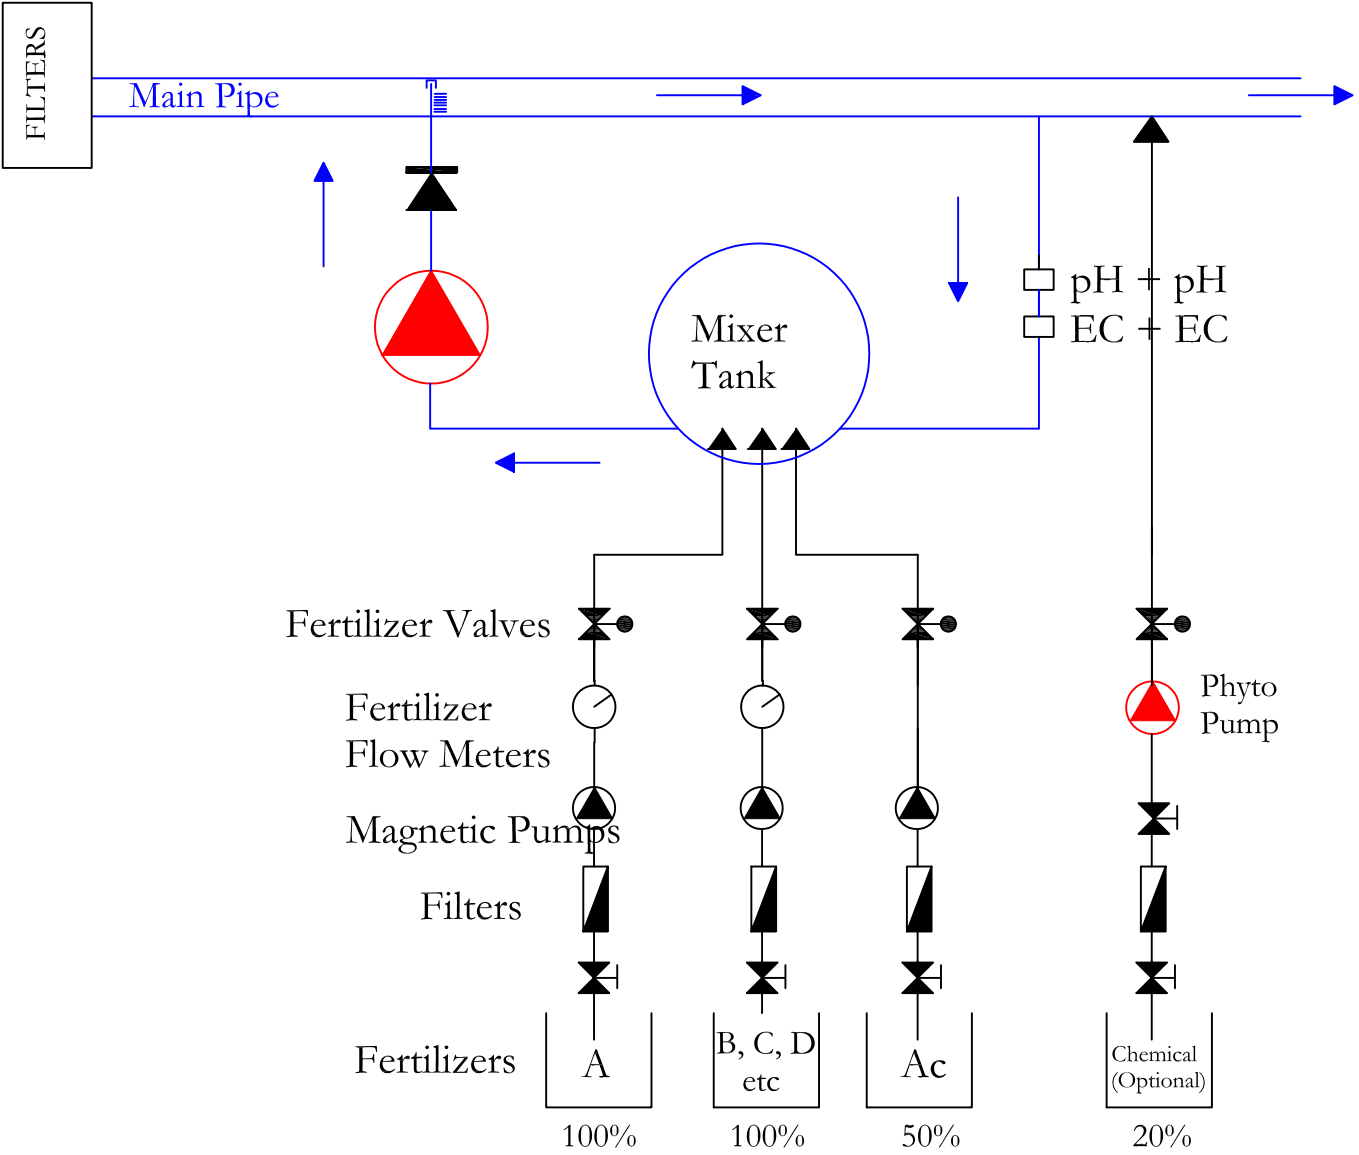 FILTERS
Main Pipe
pH + pH
EC + EC
Mixer
Tank
Fertilizer Valves
Fertilizer
Flow Meters
Phyto
Pump
Magnetic Pumps
Filters
Fertilizers
A
B, C, D
etc
Ac
Chemical
(Optional)
100%
100%
50%
20%